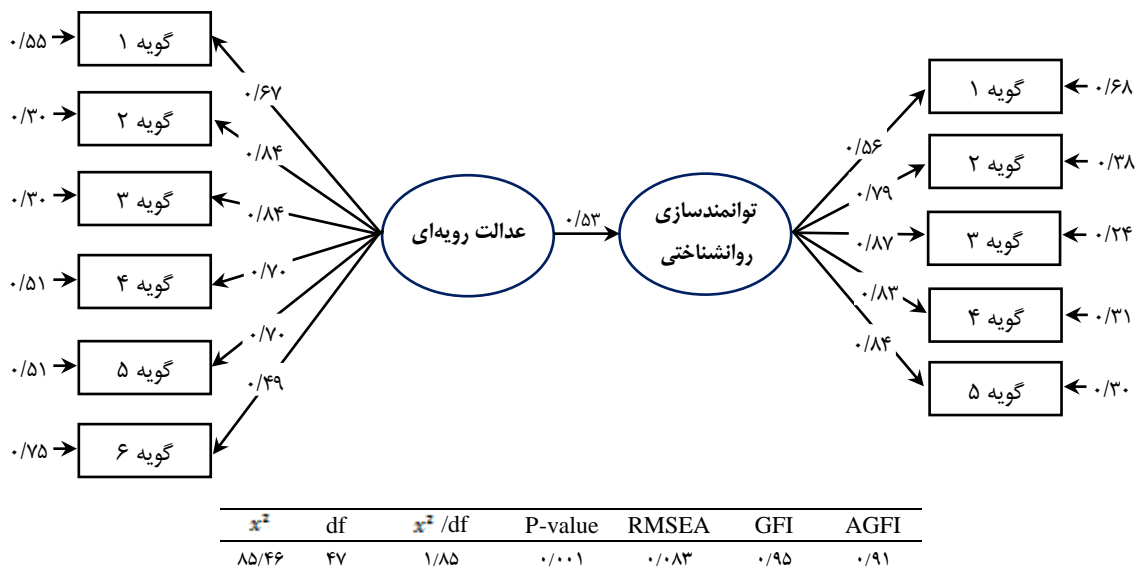 ۰/۵۵ گویه ۱
۰/۶۷
۰/۳۰ گویه ۲
۰/۸۴
۰/۳۰ گویه ۳
۰/۸۴
۰/۵۱ گویه ۴
۰/۷۰
۰/۵۱ گویه ۵
۰/۷۰
۰/۷۵ گویه ۶
۰/۴۹
عدالت رویه‌ای
۰/۵۳
توانمندسازی
روانشناختی
گویه ۱ ۰/۶۸
۰/۵۶
گویه ۲ ۰/۳۸
۰/۷۹
گویه ۳ ۰/۲۴
۰/۸۷
گویه ۴ ۰/۳۱
۰/۸۳
گویه ۵ ۰/۳۰
۰/۸۴
x² df x² /df P-value RMSEA GFI AGFI
۸۵/۴۶ ۴۷ ۱/۸۵ ۰/۰۰۱ ۰/۰۸۳ ۰/۹۵ ۰/۹۱